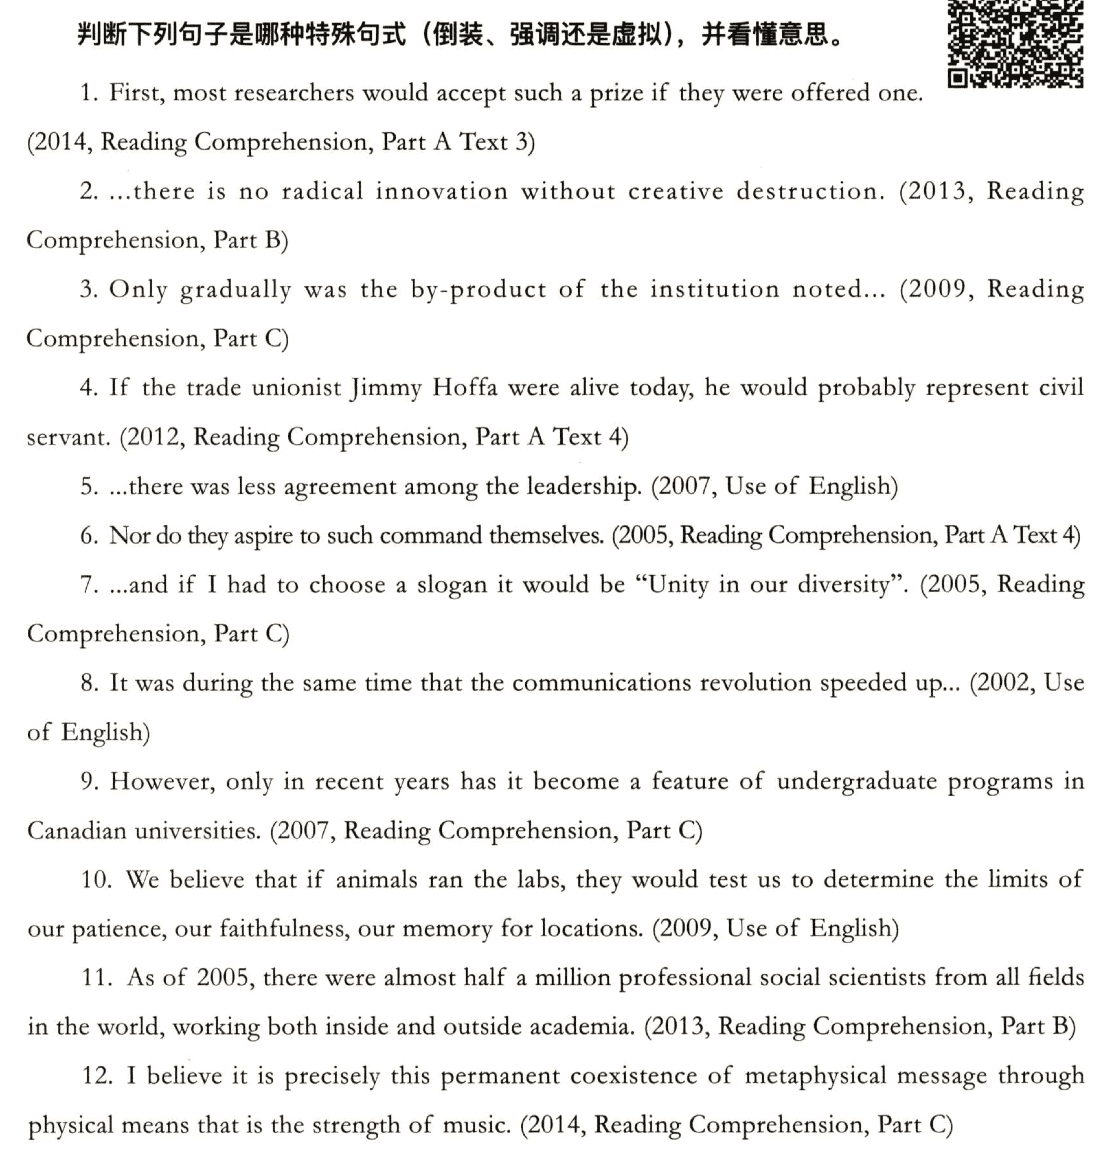 判断下列句子是哪种特殊句式（倒装、强调还是虚拟），并看懂意思。
1. First, most researchers would accept such a prize if they were offered one.
(2014, Reading Comprehension, Part A Text 3)
2. ...there is no radical innovation without creative destruction. (2013, Reading
Comprehension, Part B)
3. Only gradually was the by-product of the institution noted... (2009, Reading
Comprehension, Part C)
4. If the trade unionist Jimmy Hoffa were alive today, he would probably represent civil
servant. (2012, Reading Comprehension, Part A Text 4)
5. ...there was less agreement among the leadership. (2007, Use of English)
6. Nor do they aspire to such command themselves. (2005, Reading Comprehension, Part A Text 4)
7. ...and if I had to choose a slogan it would be “Unity in our diversity”. (2005, Reading
Comprehension, Part C)
8. It was during the same time that the communications revolution speeded up... (2002, Use
of English)
9. However, only in recent years has it become a feature of undergraduate programs in
Canadian universities. (2007, Reading Comprehension, Part C)
10. We believe that if animals ran the labs, they would test us to determine the limits of
our patience, our faithfulness, our memory for locations. (2009, Use of English)
11. As of 2005, there were almost half a million professional social scientists from all fields
in the world, working both inside and outside academia. (2013, Reading Comprehension, Part B)
12. I believe it is precisely this permanent coexistence of metaphysical message through
physical means that is the strength of music. (2014, Reading Comprehension, Part C)